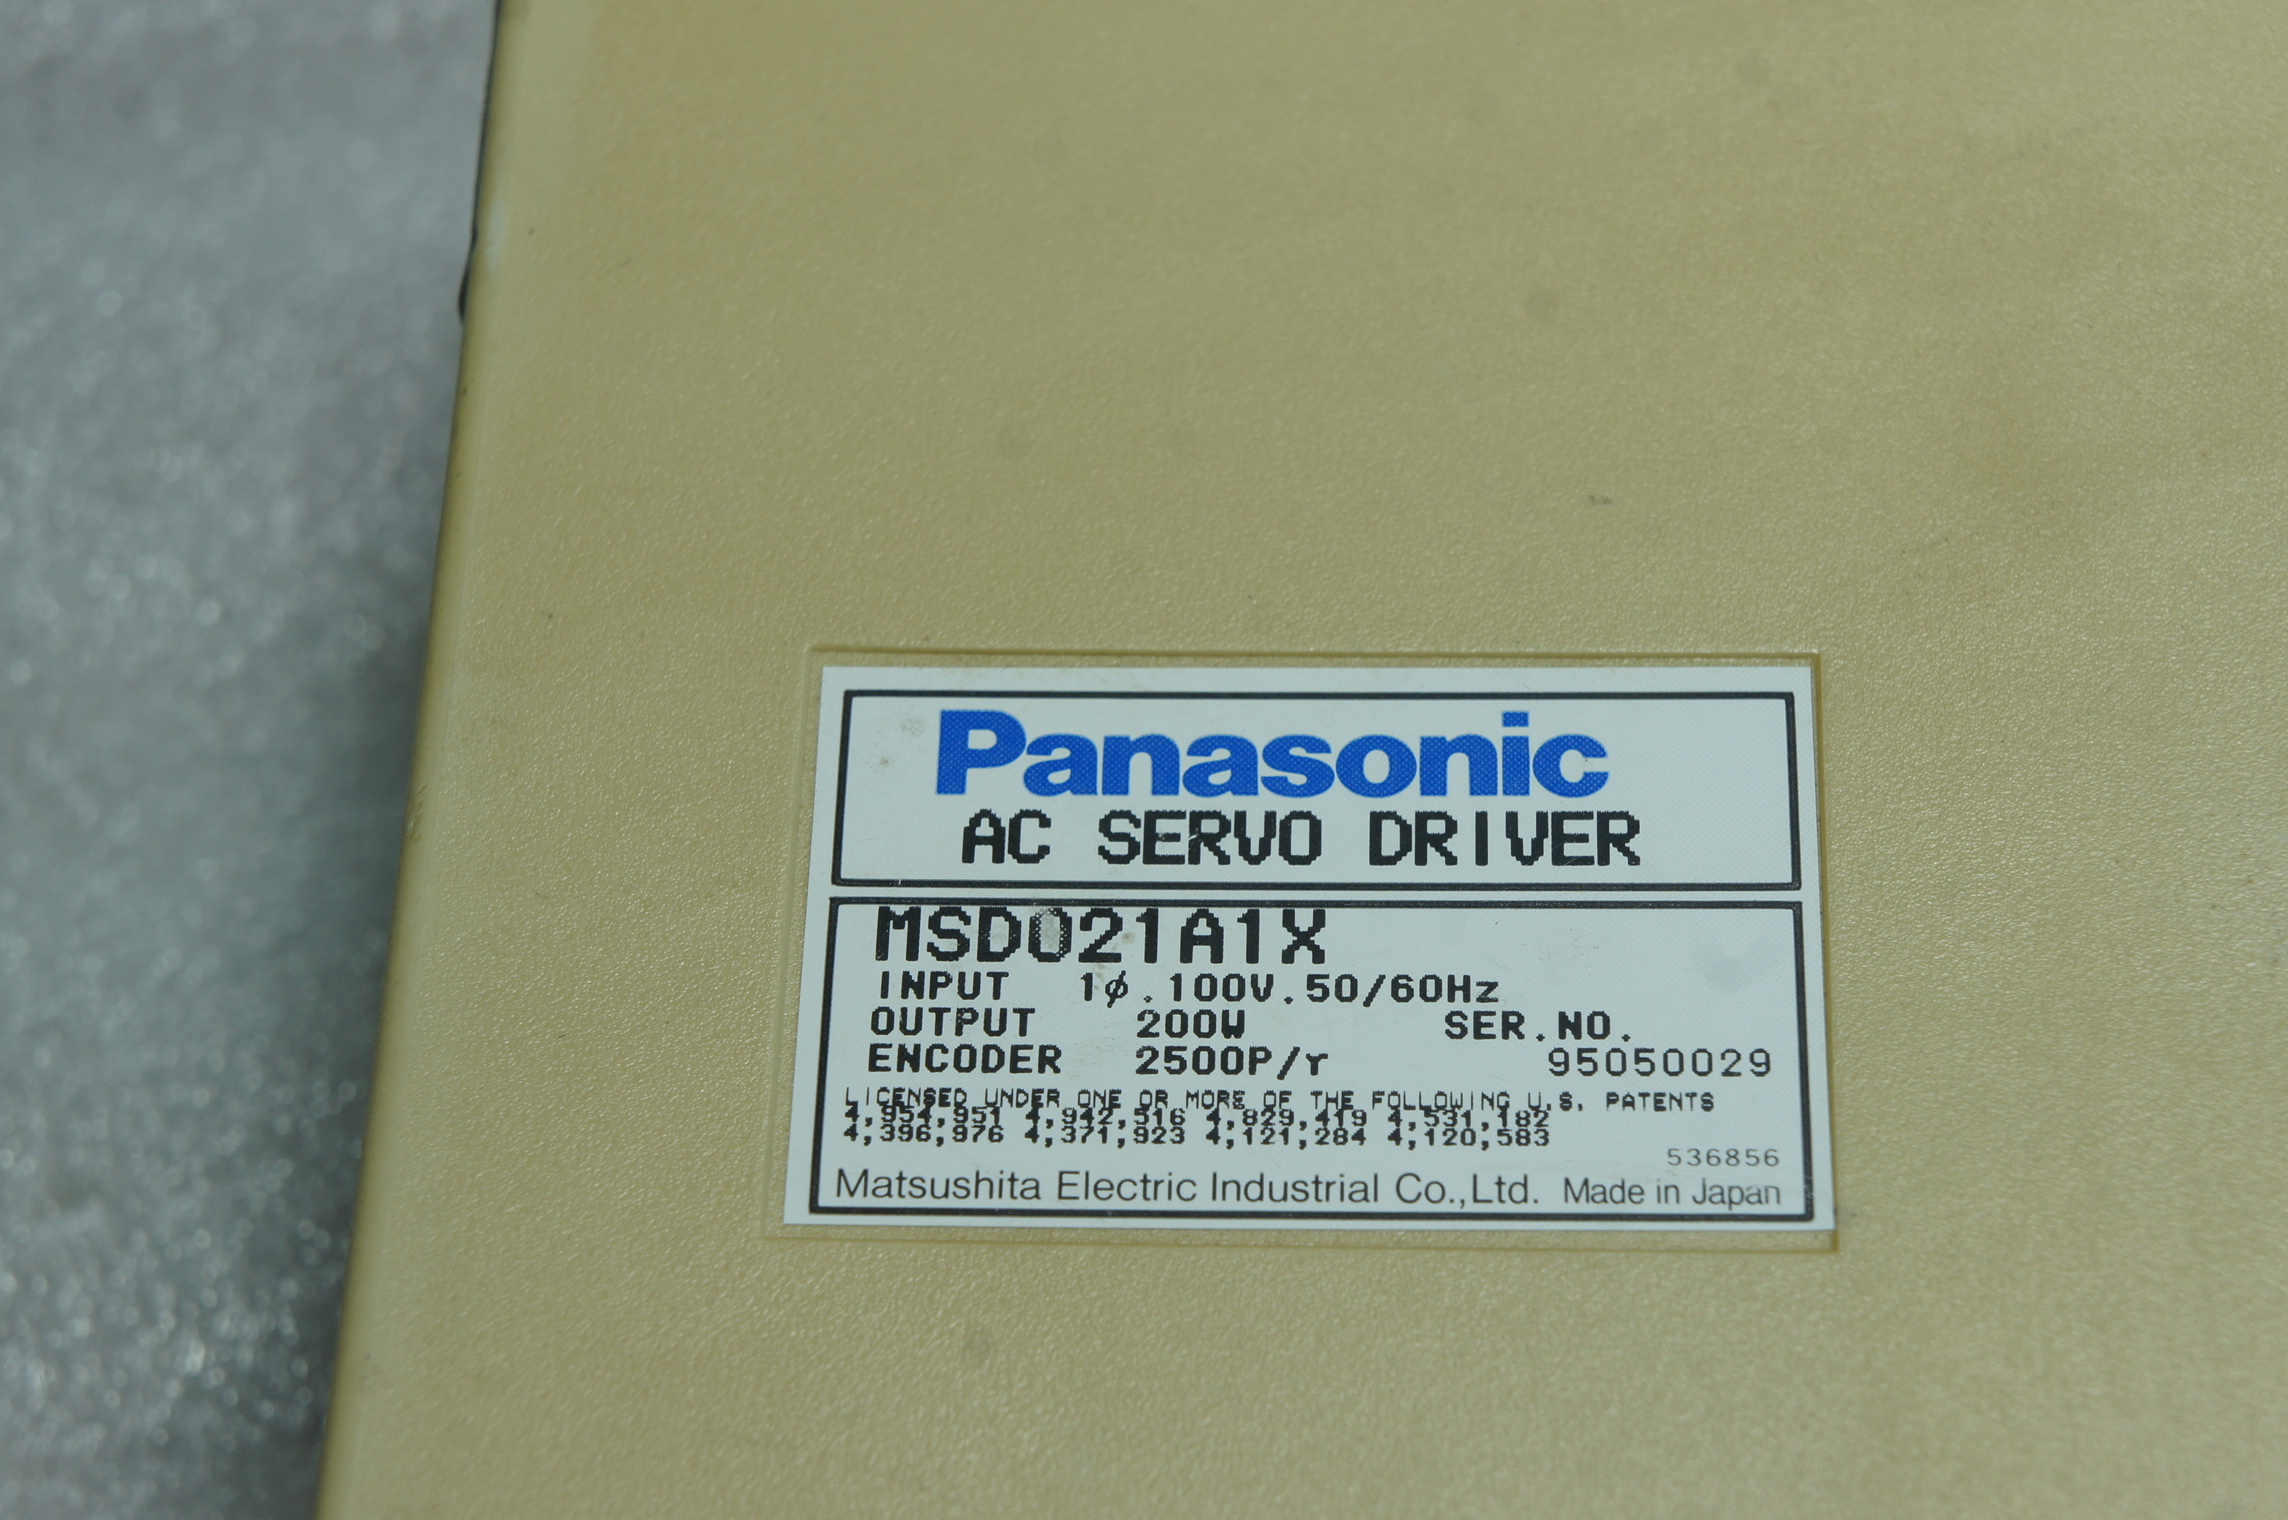 Panasonic
AC SERVO DRIVER
MSD021A1X
INPUT 1φ.100V.50/60Hz
OUTPUT 200W SER.NO.
ENCODER 2500P/r 95050029
LICENSED UNDER ONE OR MORE OF THE FOLLOWING U.S. PATENTS
4,954,951 4,942,516 4,829,419 4,531,182
4,396,976 4,371,923 4,121,284 4,120,583
536856
Matsushita Electric Industrial Co.,Ltd. Made in Japan